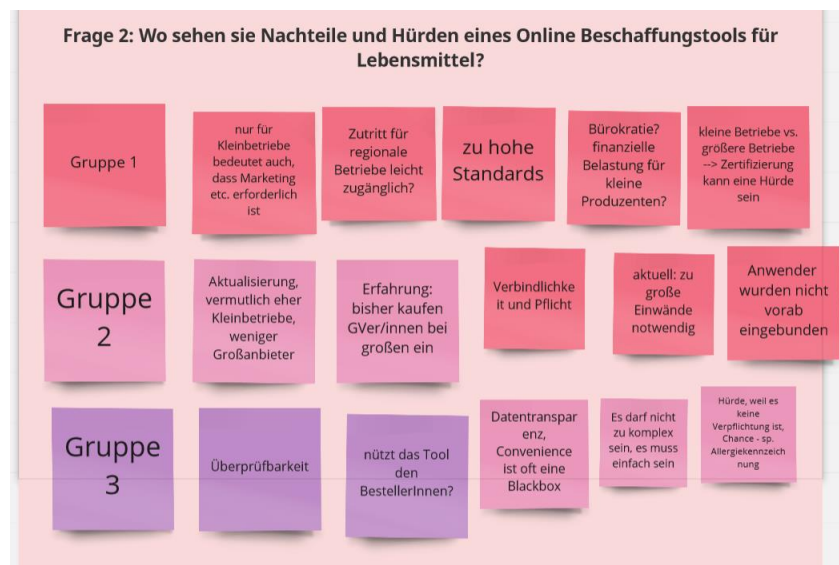 Frage 2: Wo sehen sie Nachteile und Hürden eines Online Beschaffungstools für
Lebensmittel?
Gruppe 1
nur für
Kleinbetriebe
bedeutet auch,
dass Marketing
etc. erforderlich
ist
Zutritt für
regionale
Betriebe leicht
zugänglich?
zu hohe
Standards
Bürokratie?
finanzielle
Belastung für
kleine
Produzenten?
kleine Betriebe vs.
größere Betriebe
--> Zertifizierung
kann eine Hürde
sein
Gruppe
2
Aktualisierung,
vermutlich eher
Kleinbetriebe,
weniger
Großanbieter
Erfahrung:
bisher kaufen
GVer/innen bei
großen ein
Verbindlichke
it und Pflicht
aktuell: zu
große
Einwände
notwendig
Anwender
wurden nicht
vorab
eingebunden
Gruppe
3
Überprüfbarkeit
nützt das Tool
den
BestellerInnen?
Datentranspar
enz,
Convenience
ist oft eine
Blackbox
Es darf nicht
zu komplex
sein, es muss
einfach sein
Hürde, weil es
keine
Verpflichtung ist,
Chance - sp.
Allergiekennzeich
nung